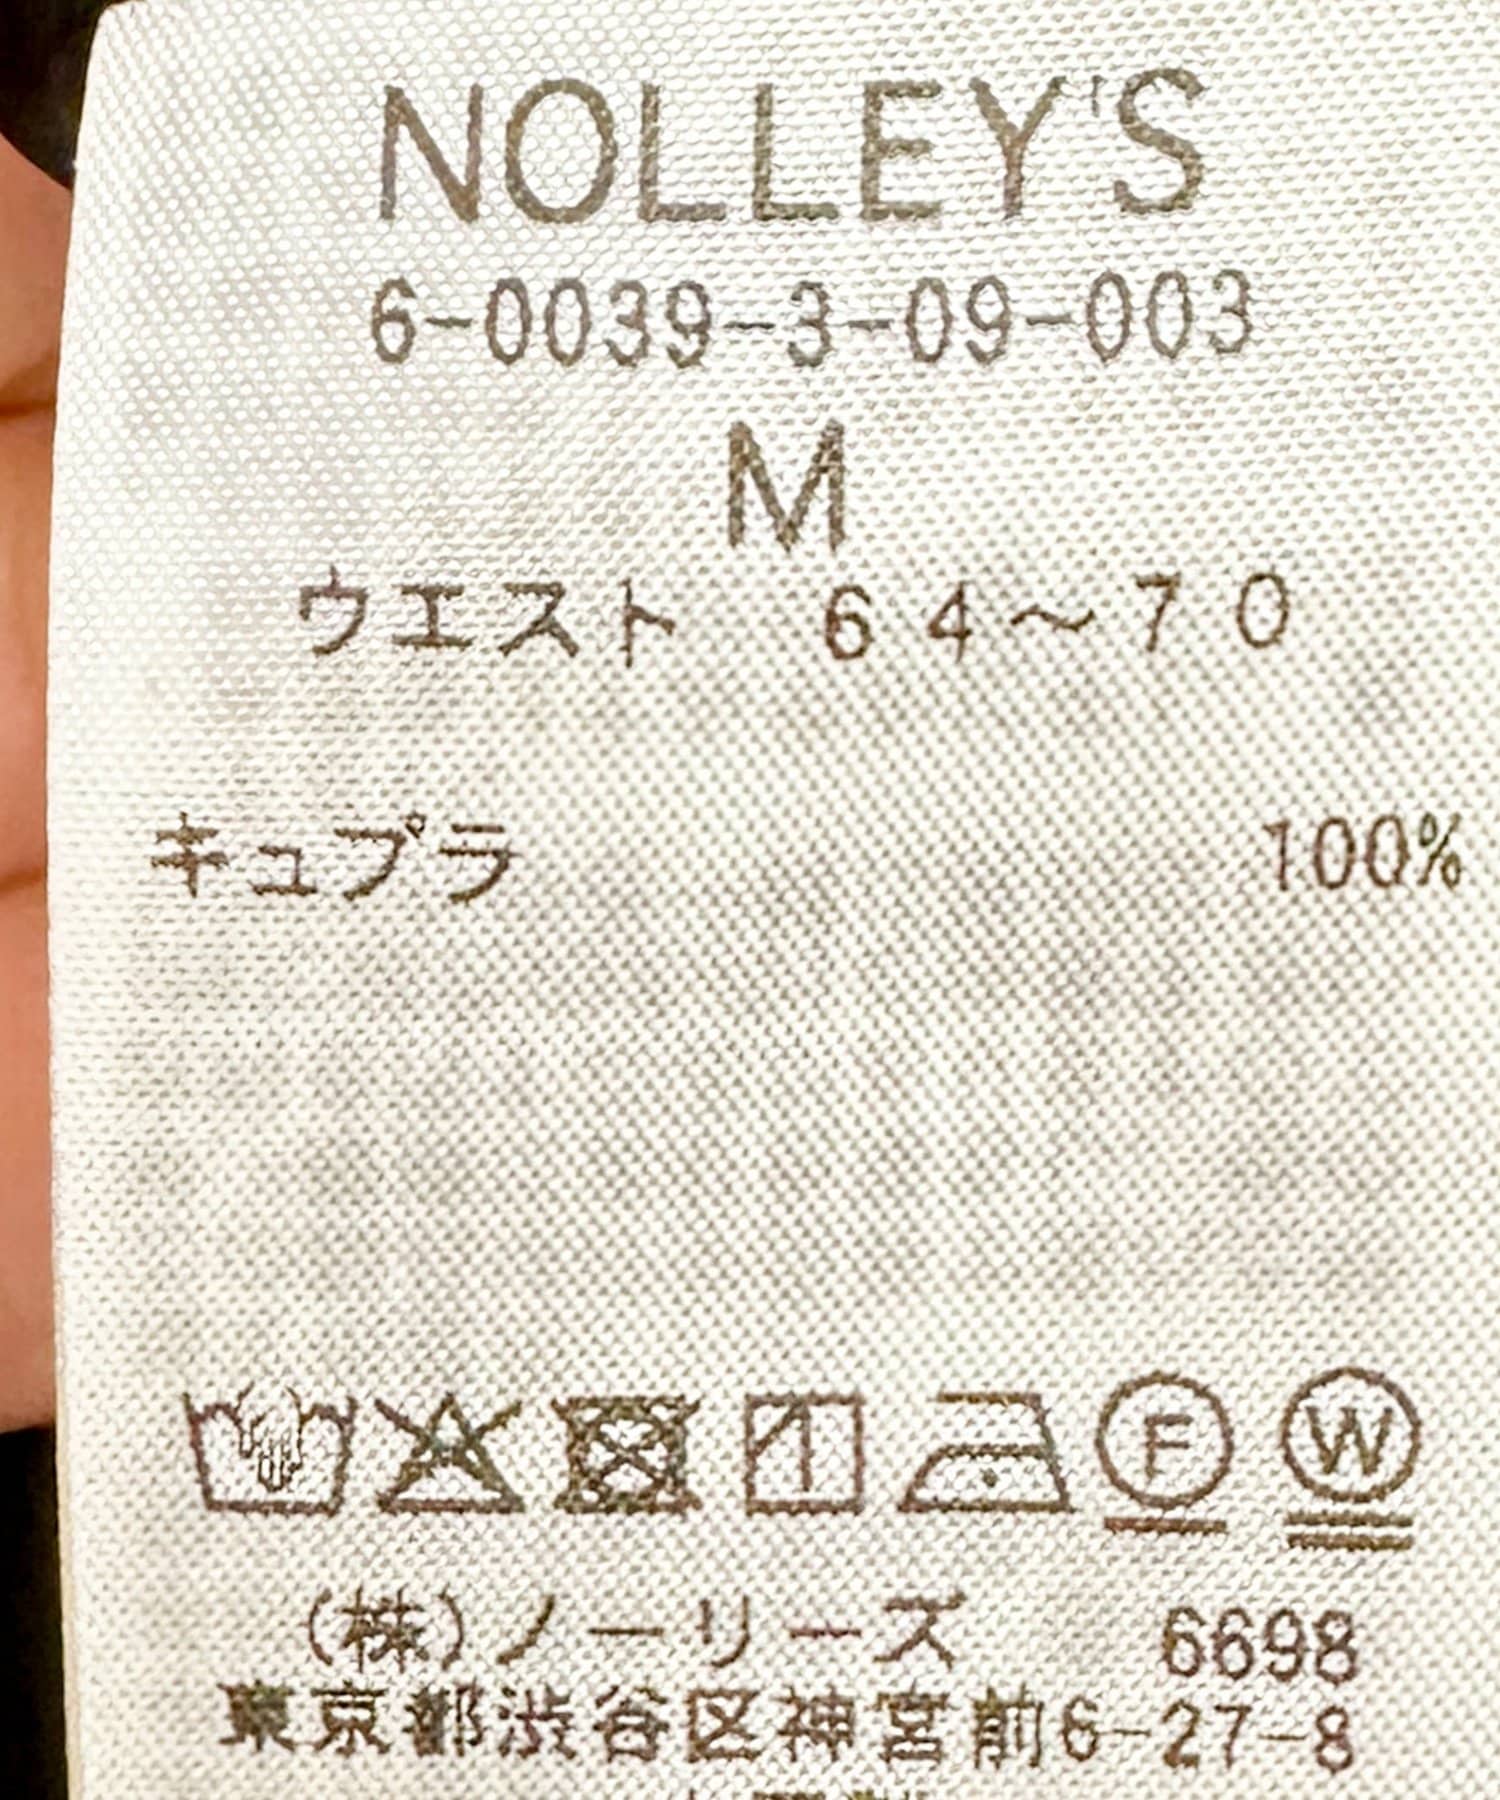 NOLLEY'S
6-0039-3-09-003
M
ウエスト 64～70
キュプラ 100%
F W
(株)ノーリーズ 6698
東京都渋谷区神宮前6-27-8